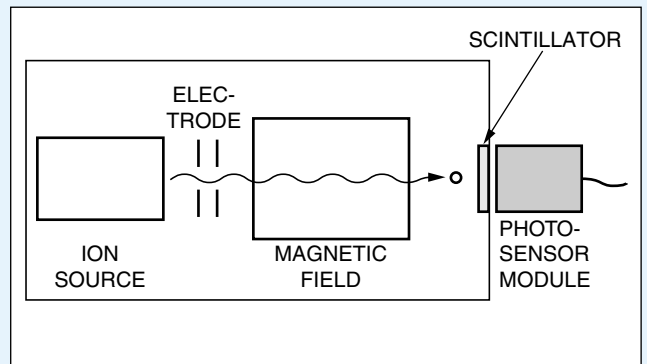 SCINTILLATOR
ELEC-
TRODE
ION
SOURCE
MAGNETIC
FIELD
PHOTO-
SENSOR
MODULE